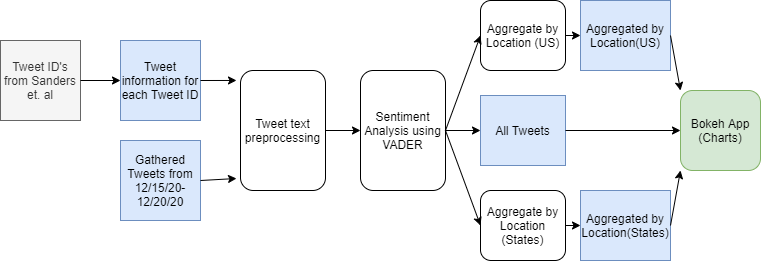 Tweet ID's
from Sanders
et. al
Tweet
information for
each Tweet ID
Gathered
Tweets from
12/15/20-
12/20/20
Tweet text
preprocessing
Sentiment
Analysis using
VADER
Aggregate by
Location (US)
Aggregated by
Location(US)
All Tweets
Aggregate by
Location
(States)
Aggregated by
Location(States)
Bokeh App
(Charts)